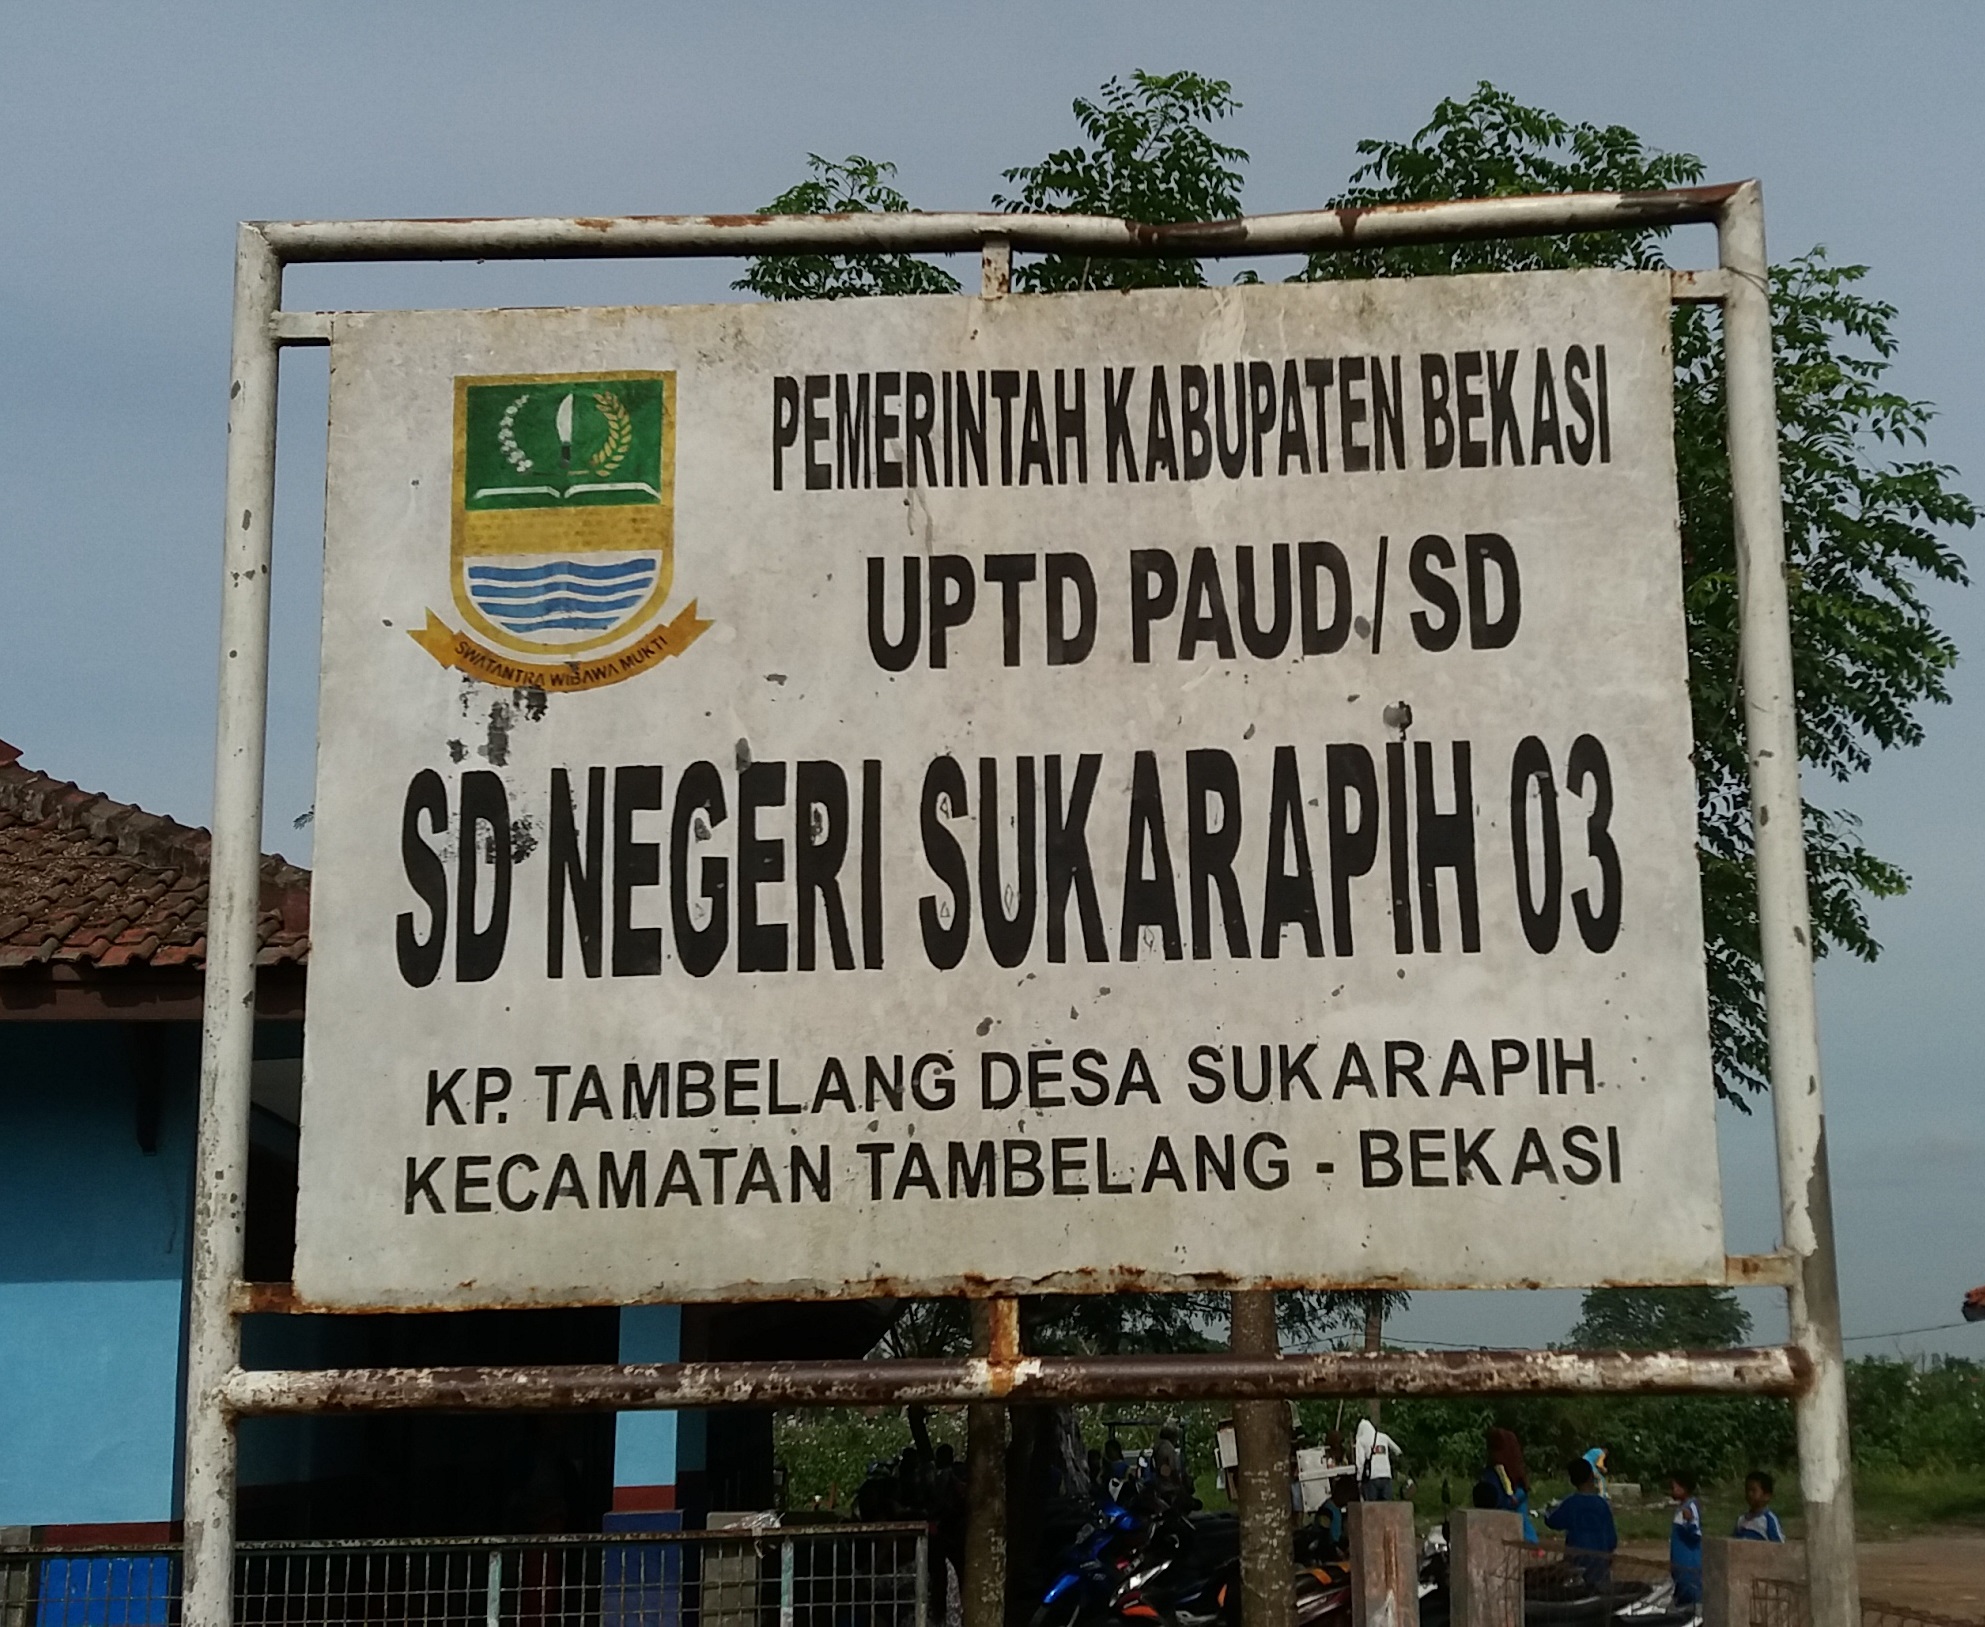 PEMERINTAH KABUPATEN BEKASI
UPTD PAUD / SD
SWATANTRA WIBAWA MUKTI
SD NEGERI SUKARAPIH 03
KP. TAMBELANG DESA SUKARAPIH
KECAMATAN TAMBELANG - BEKASI